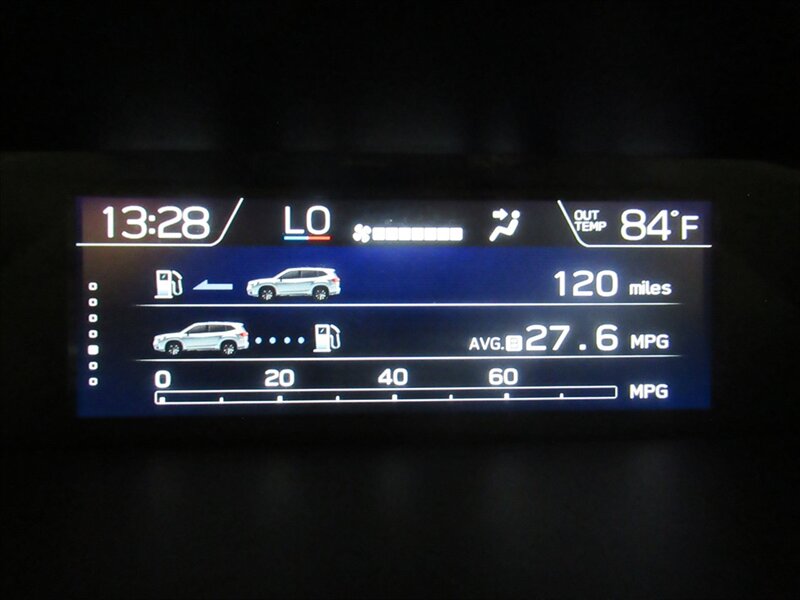 13:28 LO OUT TEMP 84°F
120 miles
AVG. 27.6 MPG
0 20 40 60
MPG